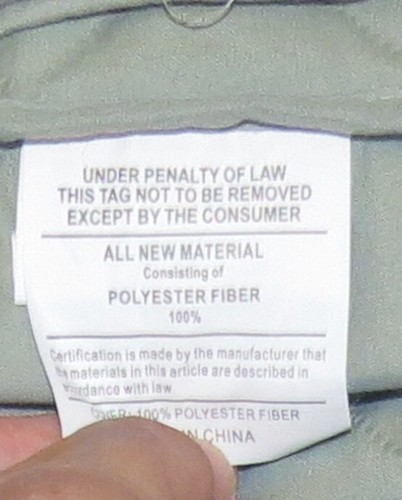 UNDER PENALTY OF LAW
THIS TAG NOT TO BE REMOVED
EXCEPT BY THE CONSUMER
ALL NEW MATERIAL
Consisting of
POLYESTER FIBER
100%
Certification is made by the manufacturer that
materials in this article are described in
with law
100% POLYESTER FIBER
CHINA